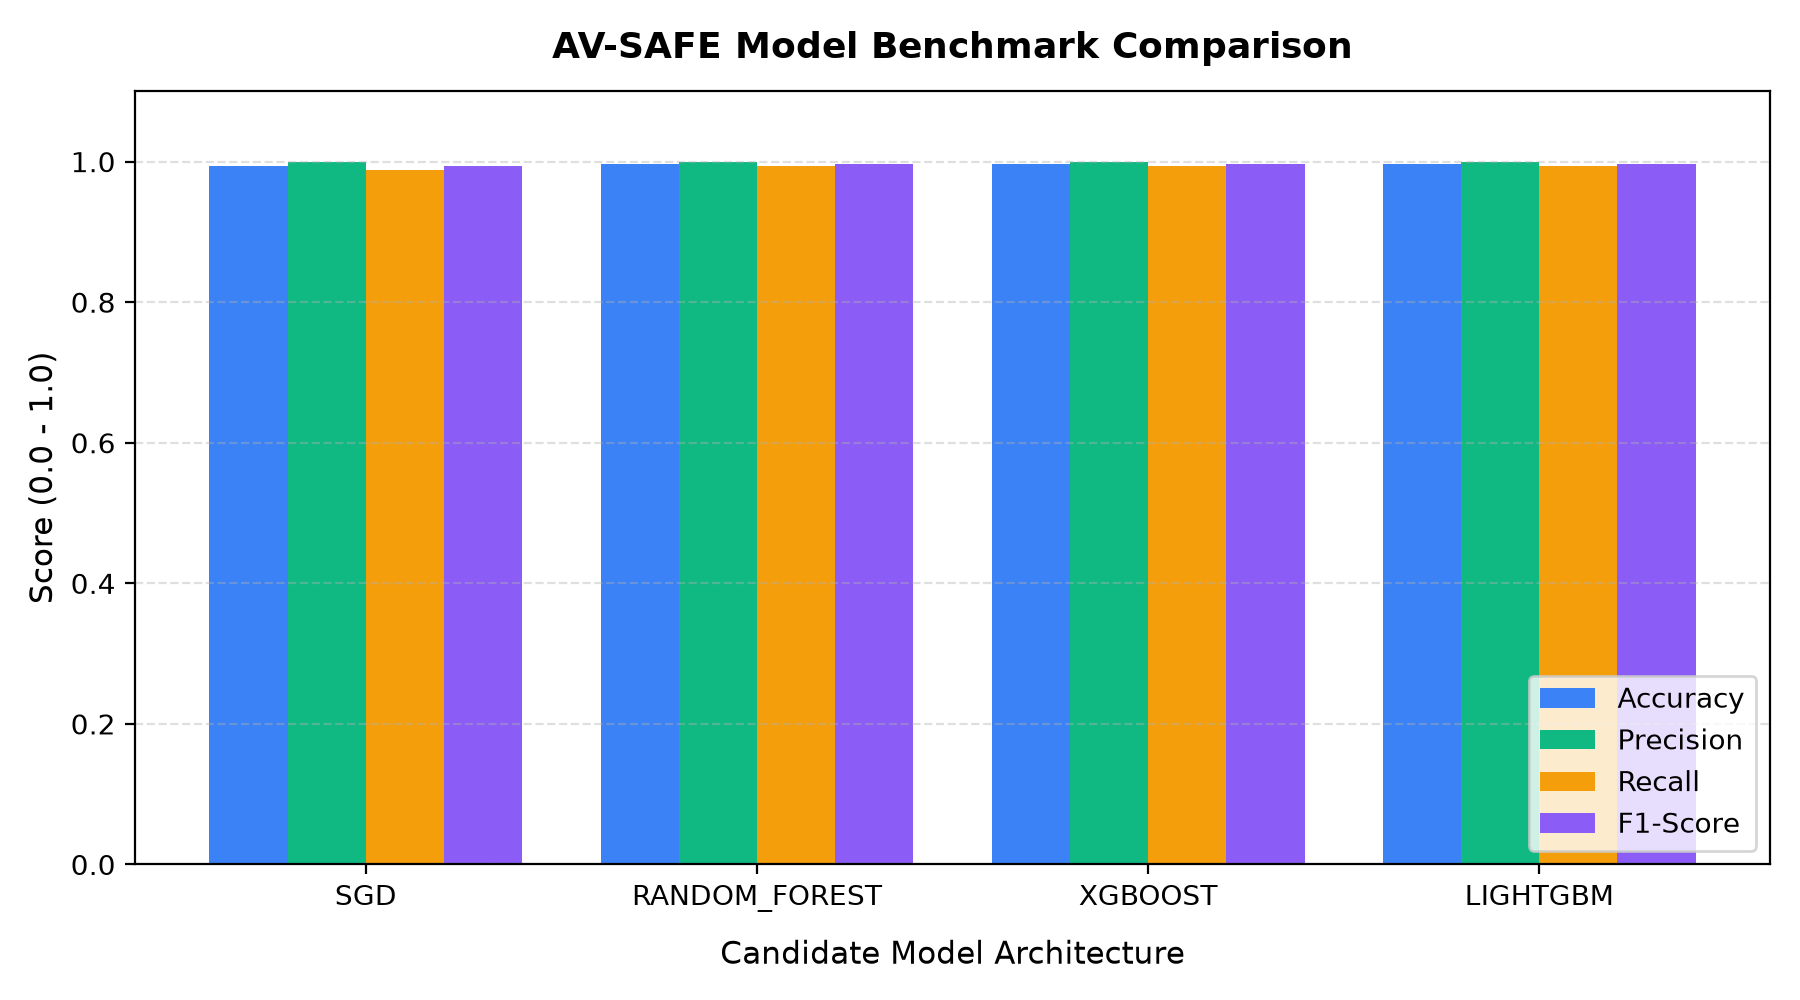 AV-SAFE Model Benchmark Comparison
Score (0.0 - 1.0)
1.0
0.8
0.6
0.4
0.2
0.0
Accuracy
Precision
Recall
F1-Score
SGD RANDOM_FOREST XGBOOST LIGHTGBM
Candidate Model Architecture